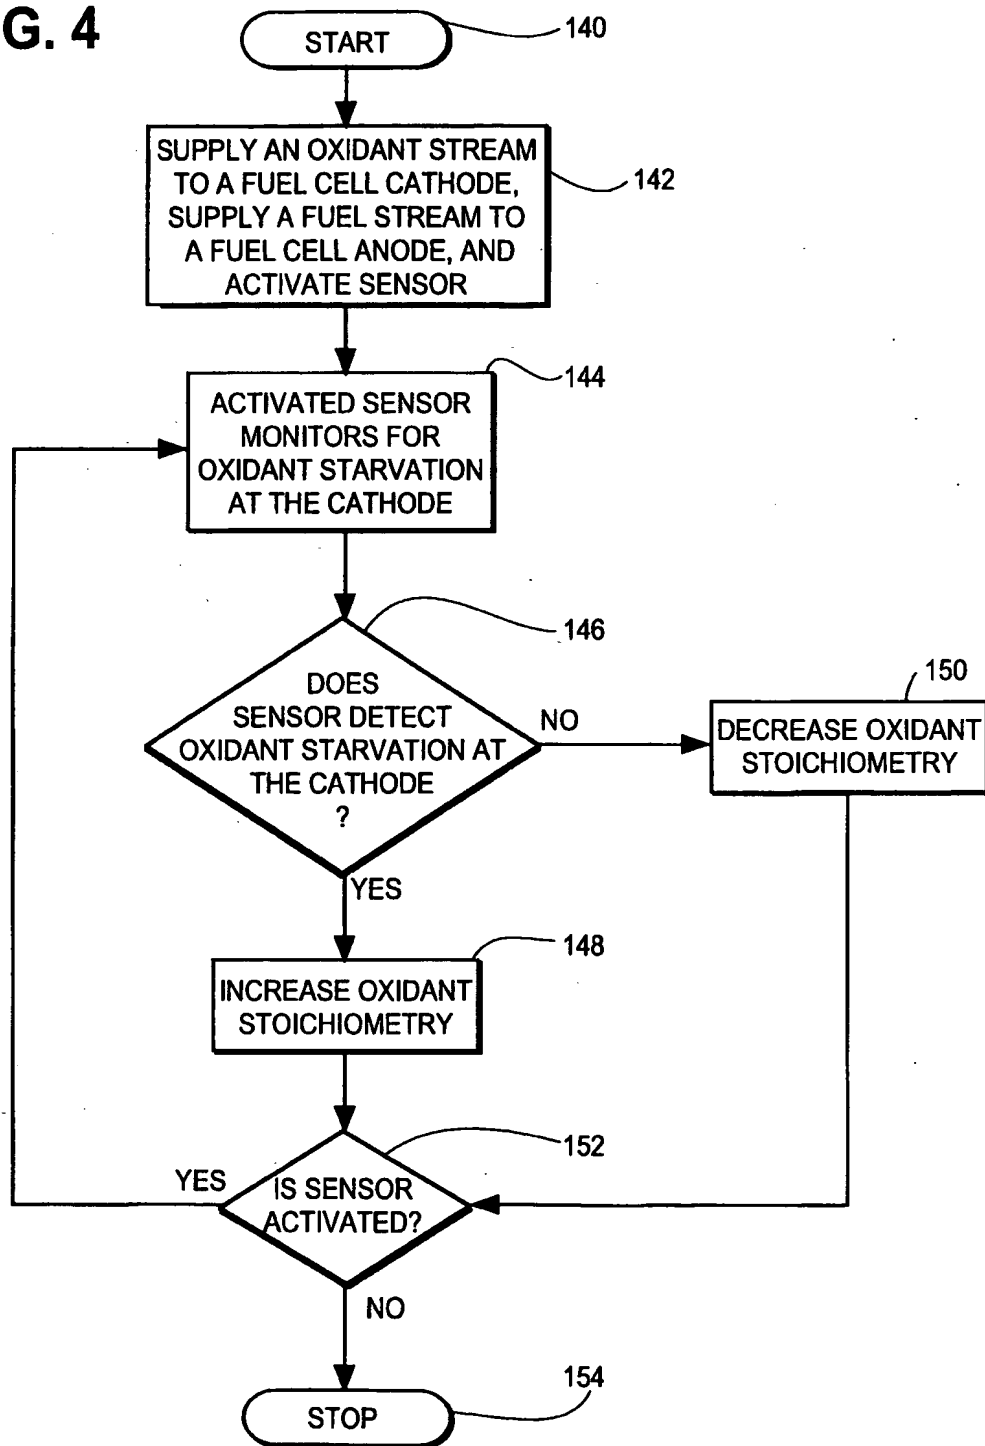 G. 4
START
140
SUPPLY AN OXIDANT STREAM
TO A FUEL CELL CATHODE,
SUPPLY A FUEL STREAM TO
A FUEL CELL ANODE, AND
ACTIVATE SENSOR
142
144
ACTIVATED SENSOR
MONITORS FOR
OXIDANT STARVATION
AT THE CATHODE
146
DOES
SENSOR DETECT
OXIDANT STARVATION AT
THE CATHODE
?
NO
150
DECREASE OXIDANT
STOICHIOMETRY
YES
148
INCREASE OXIDANT
STOICHIOMETRY
152
YES
IS SENSOR
ACTIVATED?
NO
154
STOP